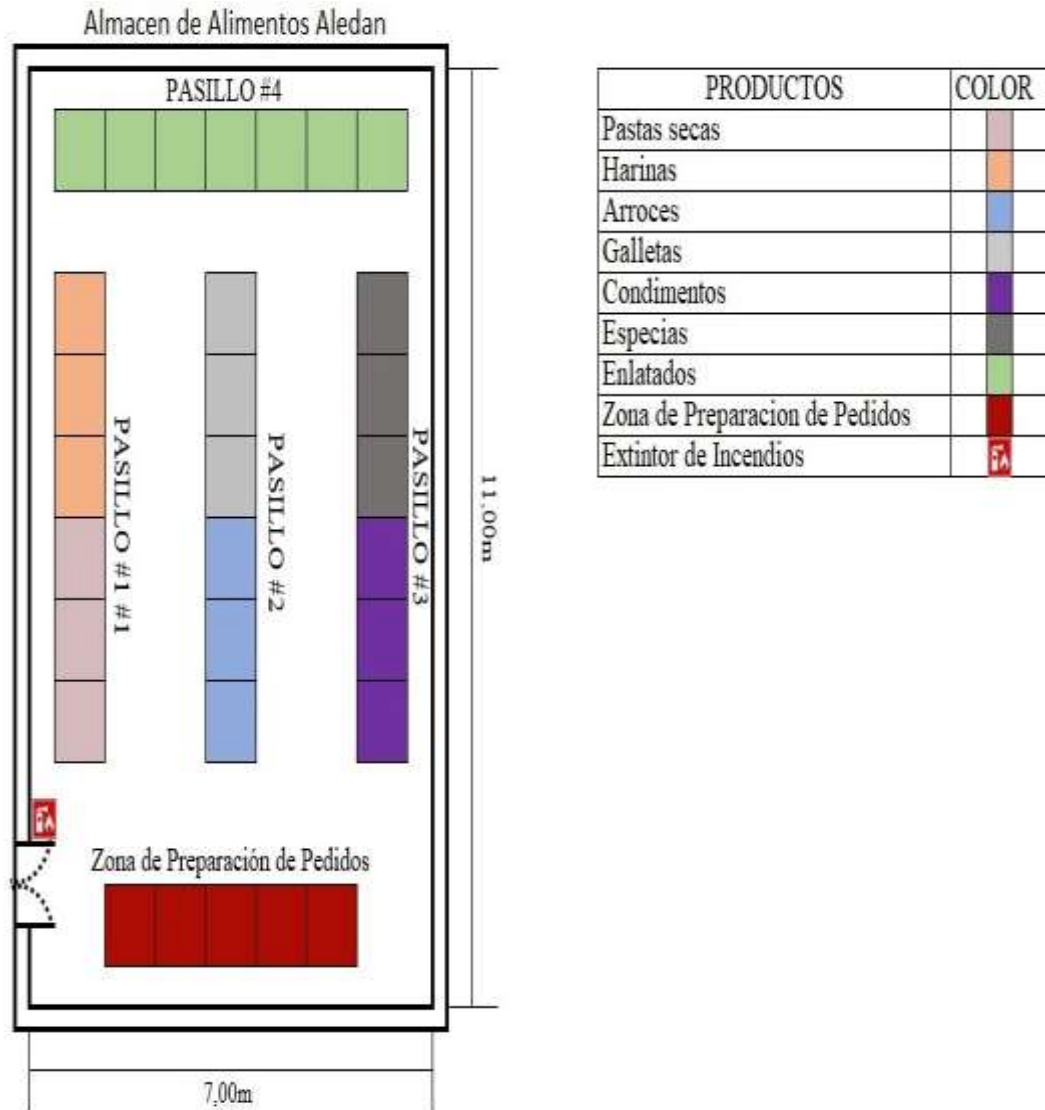 Almacen de Alimentos Aledan
PASILLO #4
PASILLO #1 #1
PASILLO #2
PASILLO #3
11,00m
Zona de Preparación de Pedidos
7,00m
PRODUCTOS COLOR
Pastas secas
Harinas
Arroces
Galletas
Condimentos
Especias
Enlatados
Zona de Preparacion de Pedidos
Extintor de Incendios